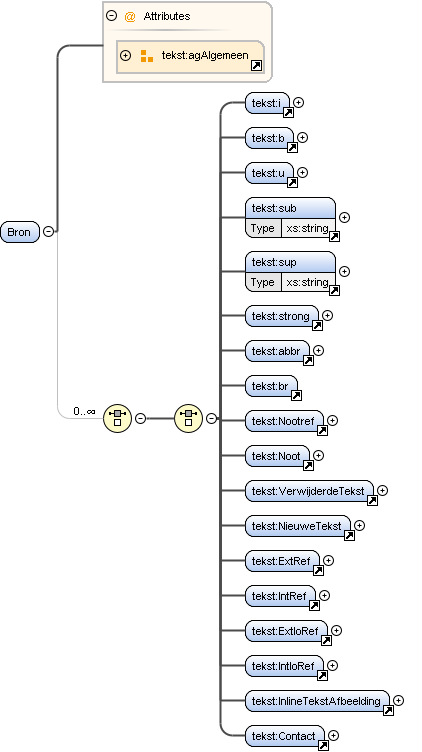 @ Attributes
tekst:agAlgemeen
Bron
0..∞
tekst:i
tekst:b
tekst:u
tekst:sub
Type xs:string
tekst:sup
Type xs:string
tekst:strong
tekst:abbr
tekst:br
tekst:Nootref
tekst:Noot
tekst:VerwijderdeTekst
tekst:NieuweTekst
tekst:ExtRef
tekst:IntRef
tekst:ExtIoRef
tekst:IntIoRef
tekst:InlineTekstAfbeelding
tekst:Contact